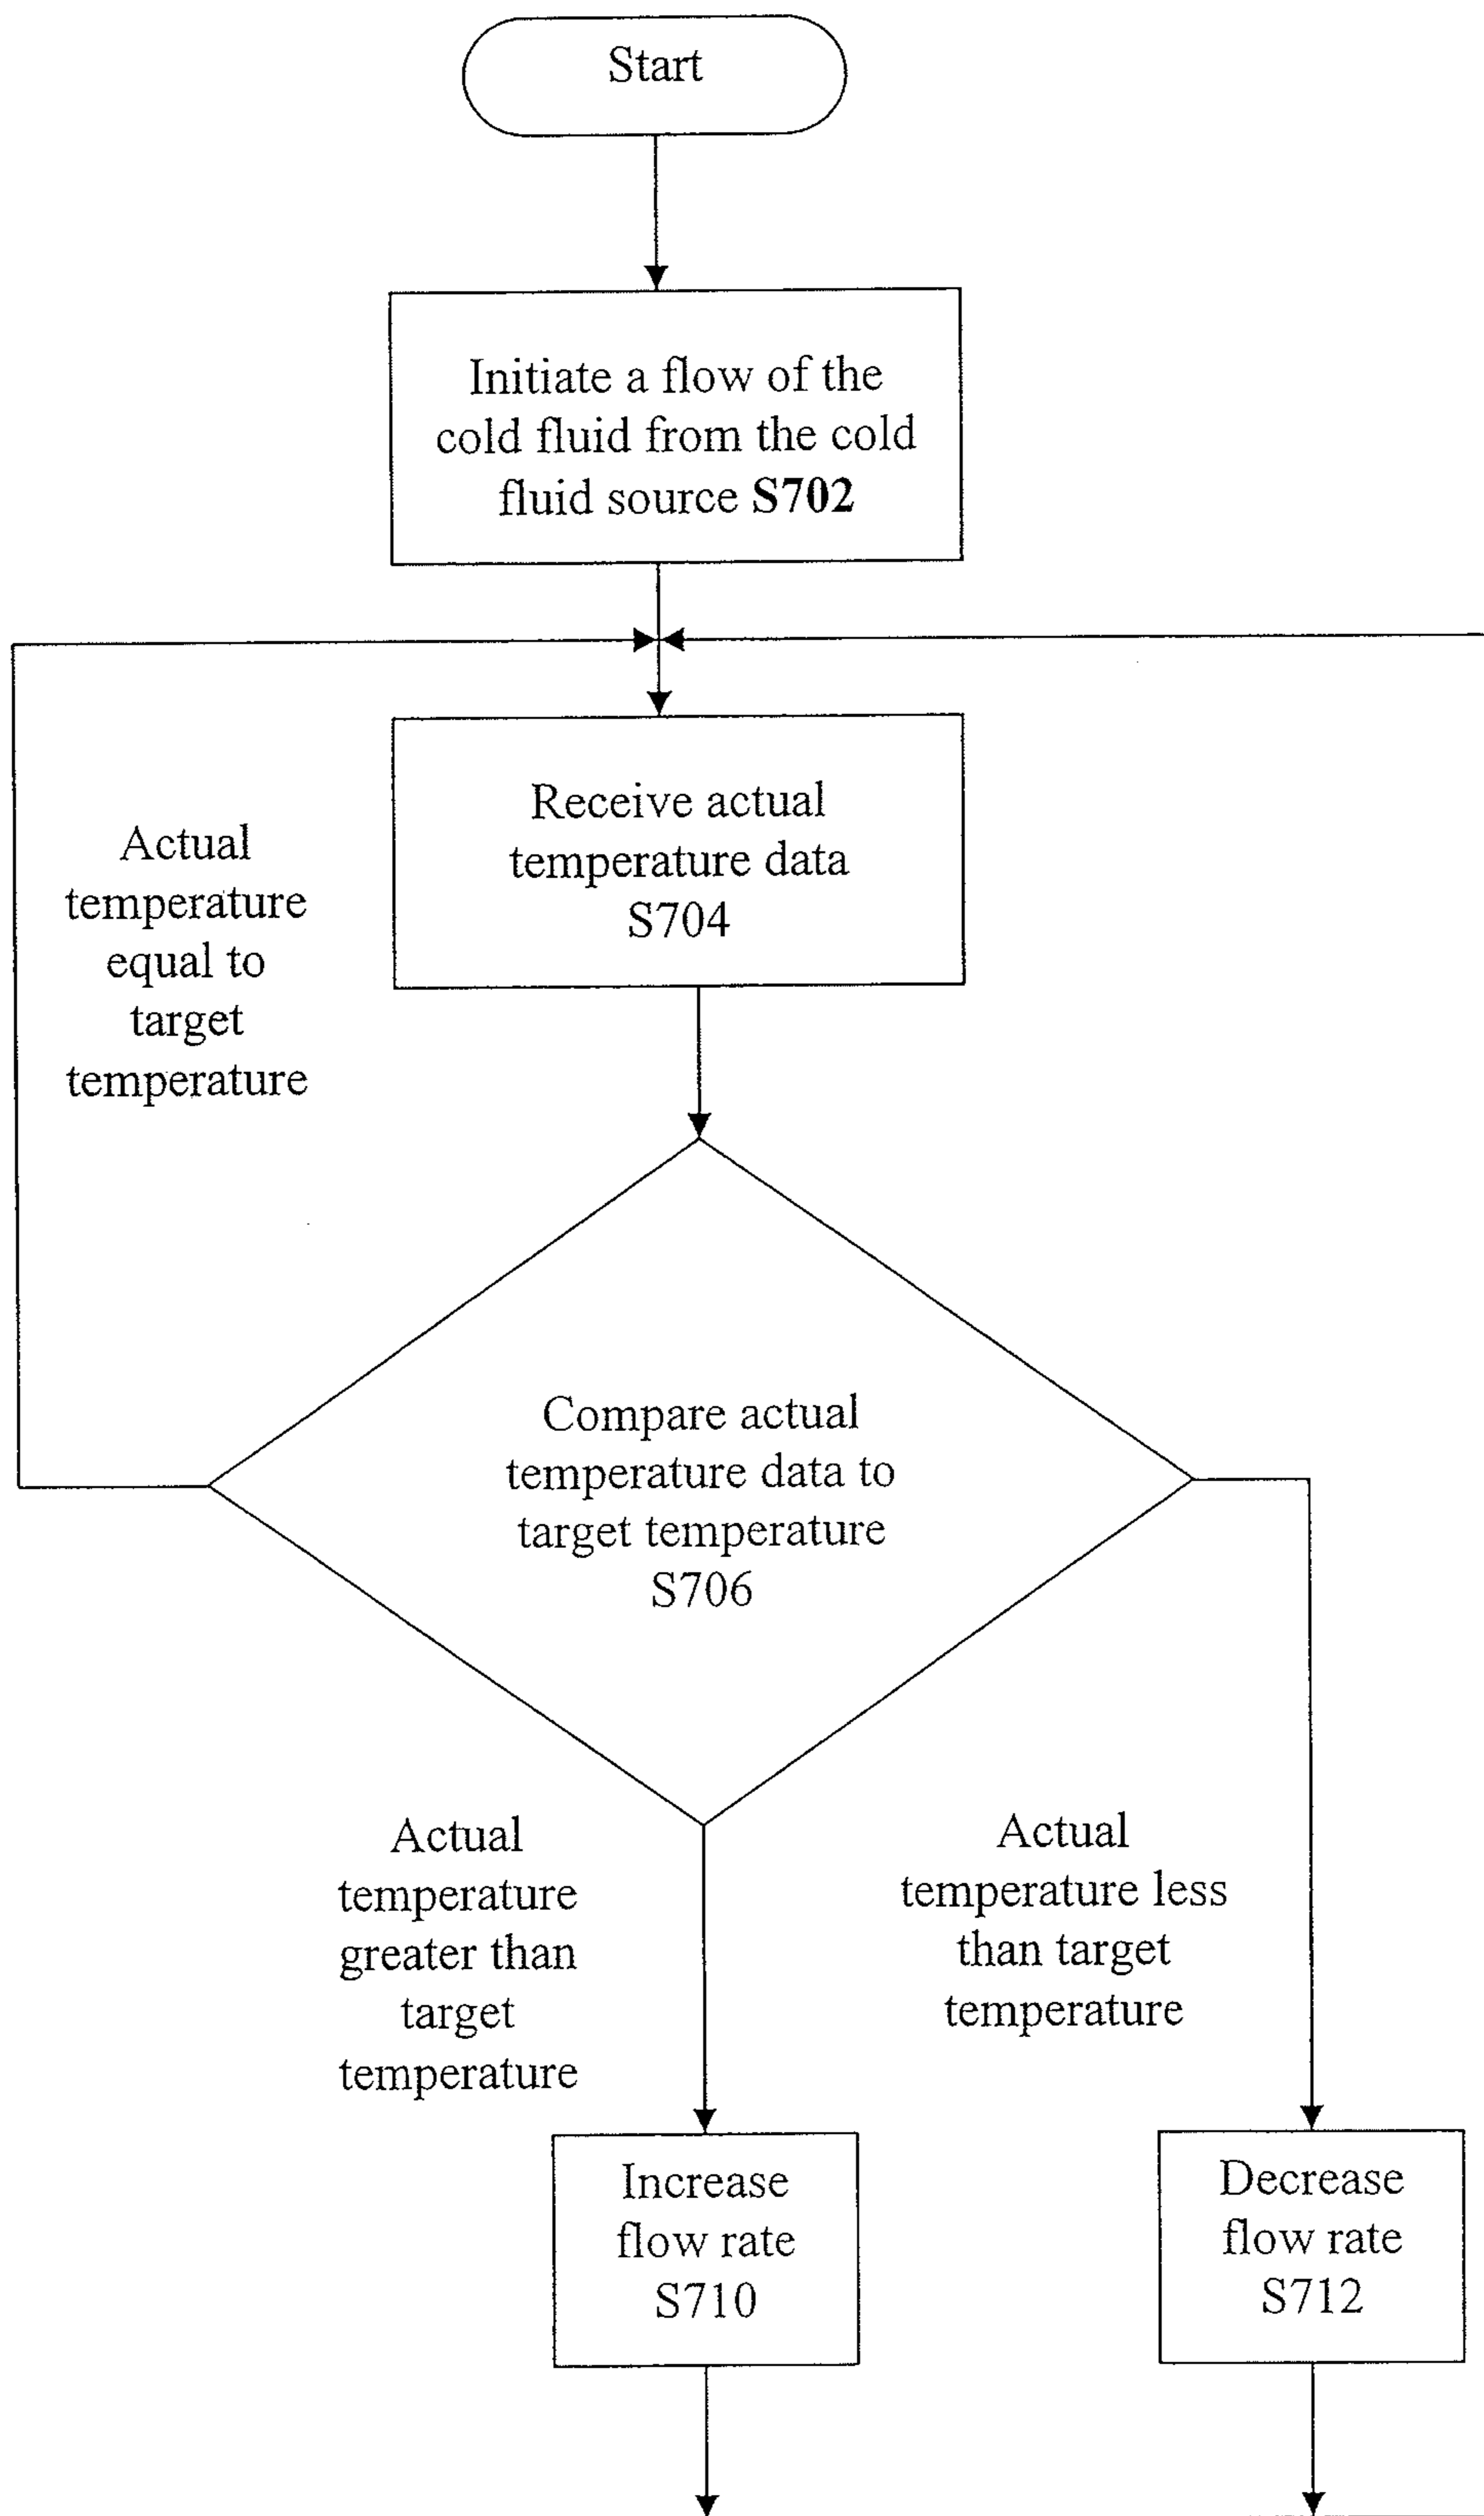 Start
Initiate a flow of the
cold fluid from the cold
fluid source S702
Receive actual
temperature data
S704
Actual
temperature
equal to
target
temperature
Compare actual
temperature data to
target temperature
S706
Actual
temperature
greater than
target
temperature
Actual
temperature less
than target
temperature
Increase
flow rate
S710
Decrease
flow rate
S712